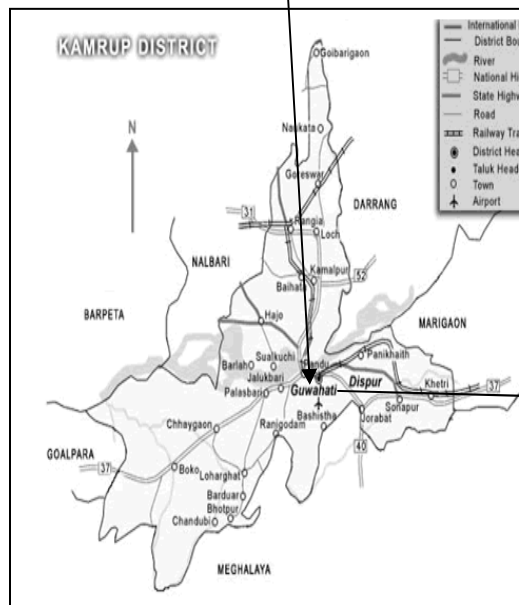 KAMRUP DISTRICT
International
District Bou
River
National Hi
State Highw
Road
Railway Tra
District Hea
Taluk Head
Town
Airport
N
Goibarigaon
Naokata
Goreswar
DARRANG
31
Rangia
Loch
NALBARI
Kamalpur
52
Baihata
BARPETA
Hajo
MARIGAON
Pandu
Panikhaith
Barlah
Sualkuchi
Jalukbari
Dispur
Palasbari
Guwahati
Khetri
37
Sonapur
Chhaygaon
Bashistha
Jorabat
Ranigodam
GOALPARA
40
37
Boko
Loharghat
Barduar
Bhotpur
Chandubi
MEGHALAYA